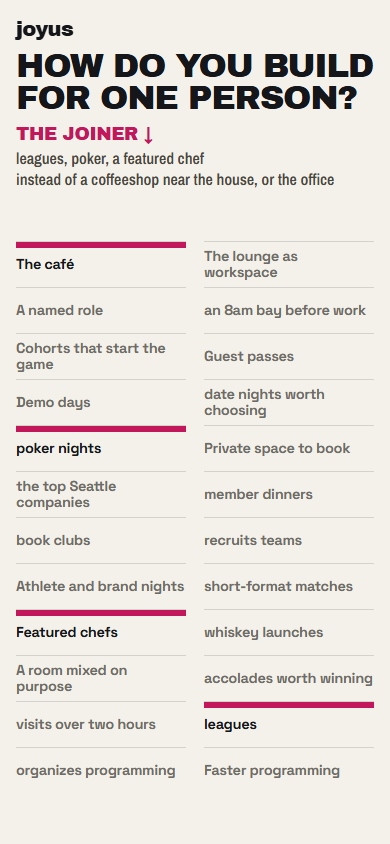 joyus
HOW DO YOU BUILD
FOR ONE PERSON?
THE JOINER ↓
leagues, poker, a featured chef
instead of a coffeeshop near the house, or the office
The café
A named role
Cohorts that start the
game
Demo days
poker nights
the top Seattle
companies
book clubs
Athlete and brand nights
Featured chefs
A room mixed on
purpose
visits over two hours
organizes programming
The lounge as
workspace
an 8am bay before work
Guest passes
date nights worth
choosing
Private space to book
member dinners
recruits teams
short-format matches
whiskey launches
accolades worth winning
leagues
Faster programming